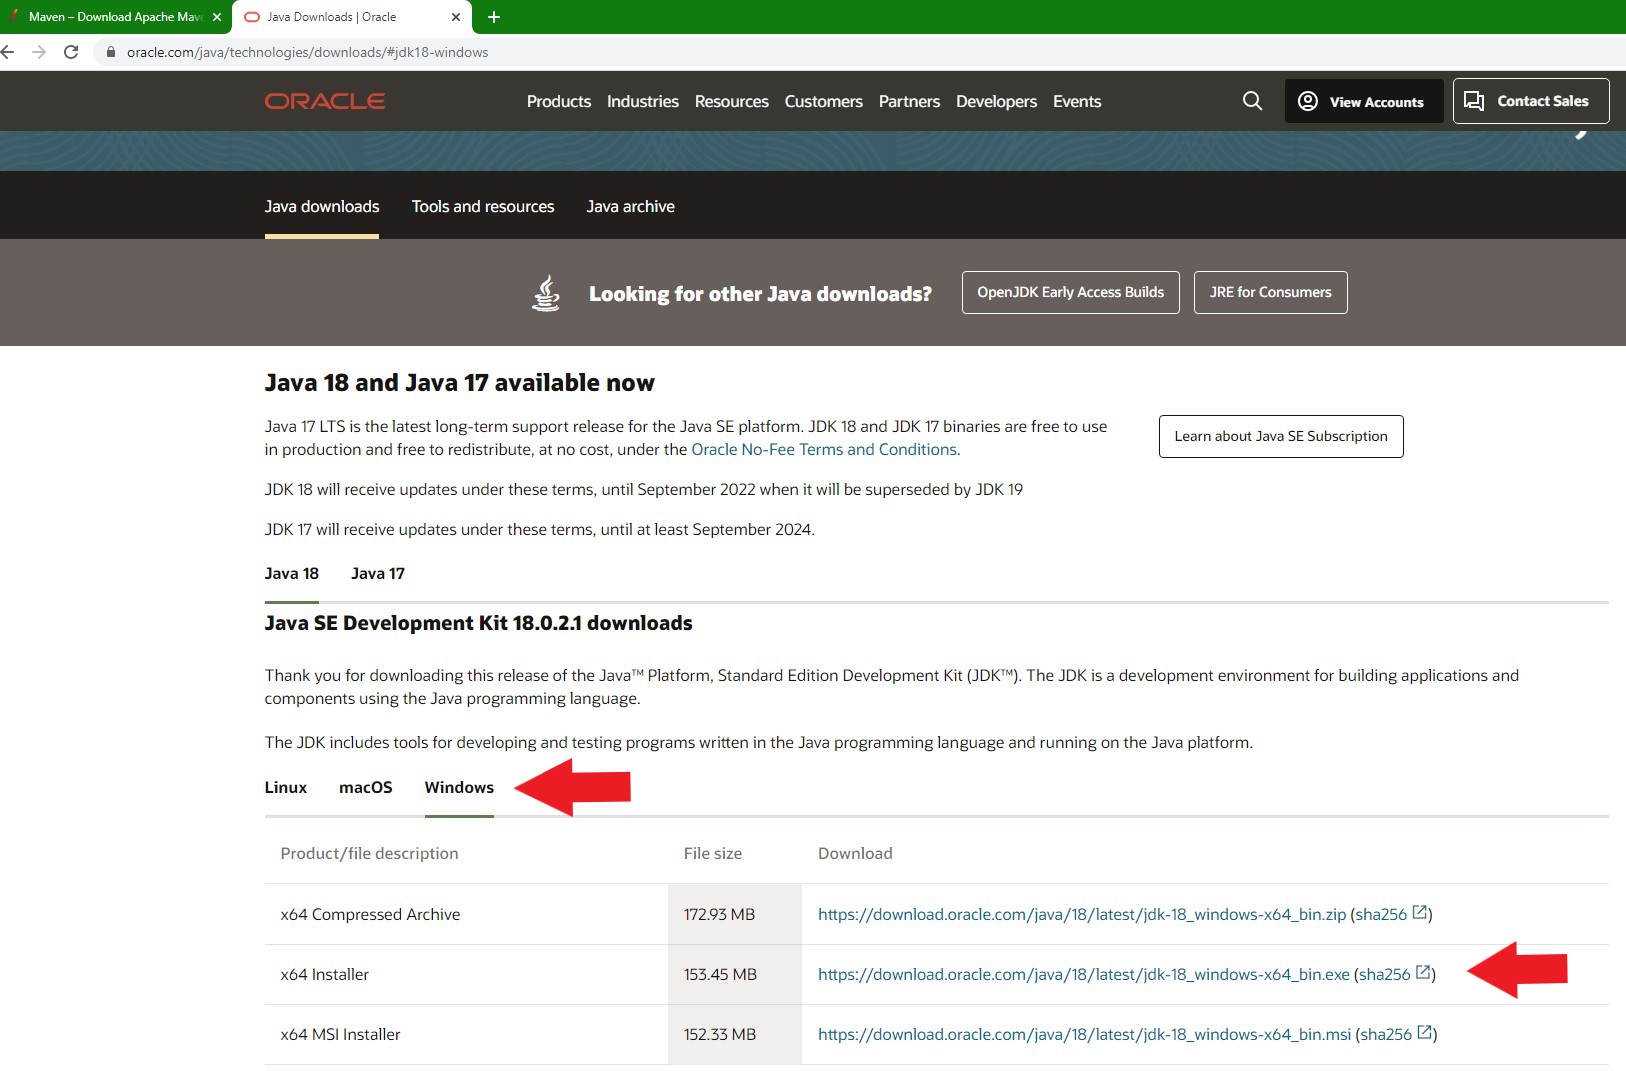 Maven – Download Apache Mav
Java Downloads | Oracle
oracle.com/java/technologies/downloads/#jdk18-windows
ORACLE
Products Industries Resources Customers Partners Developers Events
View Accounts
Contact Sales
Java downloads Tools and resources Java archive
Looking for other Java downloads?
OpenJDK Early Access Builds
JRE for Consumers
Java 18 and Java 17 available now
Java 17 LTS is the latest long-term support release for the Java SE platform. JDK 18 and JDK 17 binaries are free to use
in production and free to redistribute, at no cost, under the Oracle No-Fee Terms and Conditions.
Learn about Java SE Subscription
JDK 18 will receive updates under these terms, until September 2022 when it will be superseded by JDK 19
JDK 17 will receive updates under these terms, until at least September 2024.
Java 18 Java 17
Java SE Development Kit 18.0.2.1 downloads
Thank you for downloading this release of the Java™ Platform, Standard Edition Development Kit (JDK™). The JDK is a development environment for building applications and
components using the Java programming language.
The JDK includes tools for developing and testing programs written in the Java programming language and running on the Java platform.
Linux macOS Windows
Product/file description File size Download
x64 Compressed Archive 172.93 MB https://download.oracle.com/java/18/latest/jdk-18_windows-x64_bin.zip (sha256)
x64 Installer 153.45 MB https://download.oracle.com/java/18/latest/jdk-18_windows-x64_bin.exe (sha256)
x64 MSI Installer 152.33 MB https://download.oracle.com/java/18/latest/jdk-18_windows-x64_bin.msi (sha256)